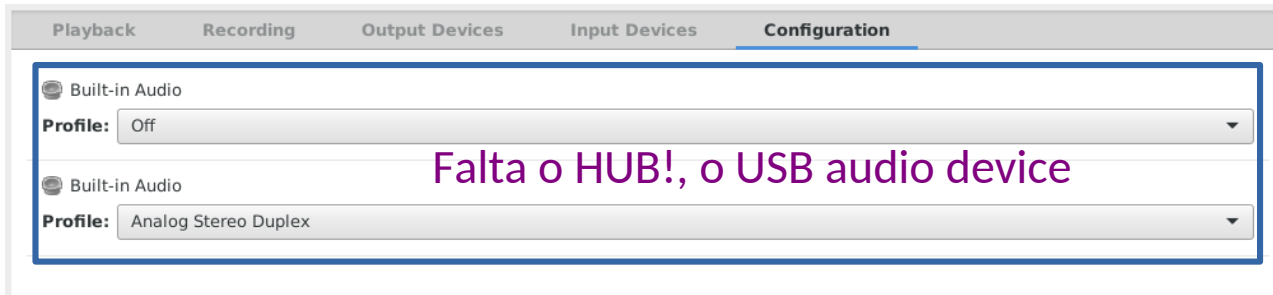 Playback Recording Output Devices Input Devices Configuration
Built-in Audio
Profile: Off
Falta o HUB!, o USB audio device
Built-in Audio
Profile: Analog Stereo Duplex